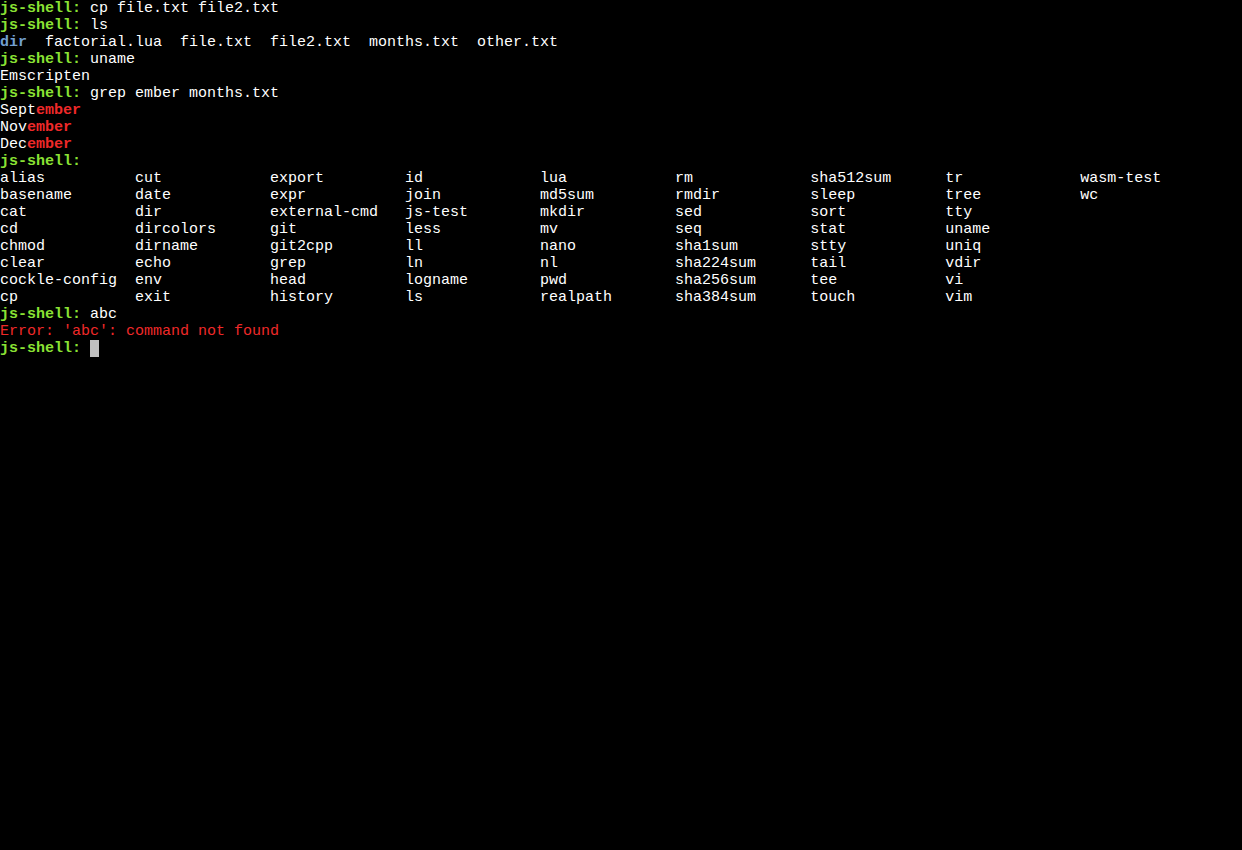 js-shell: cp file.txt file2.txt
js-shell: ls
dir  factorial.lua  file.txt  file2.txt  months.txt  other.txt
js-shell: uname
Emscripten
js-shell: grep ember months.txt
September
November
December
js-shell:
alias          cut            export         id             lua            rm             sha512sum      tr             wasm-test
basename       date           expr           join           md5sum         rmdir          sleep          tree           wc
cat            dir            external-cmd   js-test        mkdir          sed            sort           tty
cd             dircolors      git            less           mv             seq            stat           uname
chmod          dirname        git2cpp        ll             nano           sha1sum        stty           uniq
clear          echo           grep           ln             nl             sha224sum      tail           vdir
cockle-config  env            head           logname        pwd            sha256sum      tee            vi
cp             exit           history        ls             realpath       sha384sum      touch          vim
js-shell: abc
Error: 'abc': command not found
js-shell: